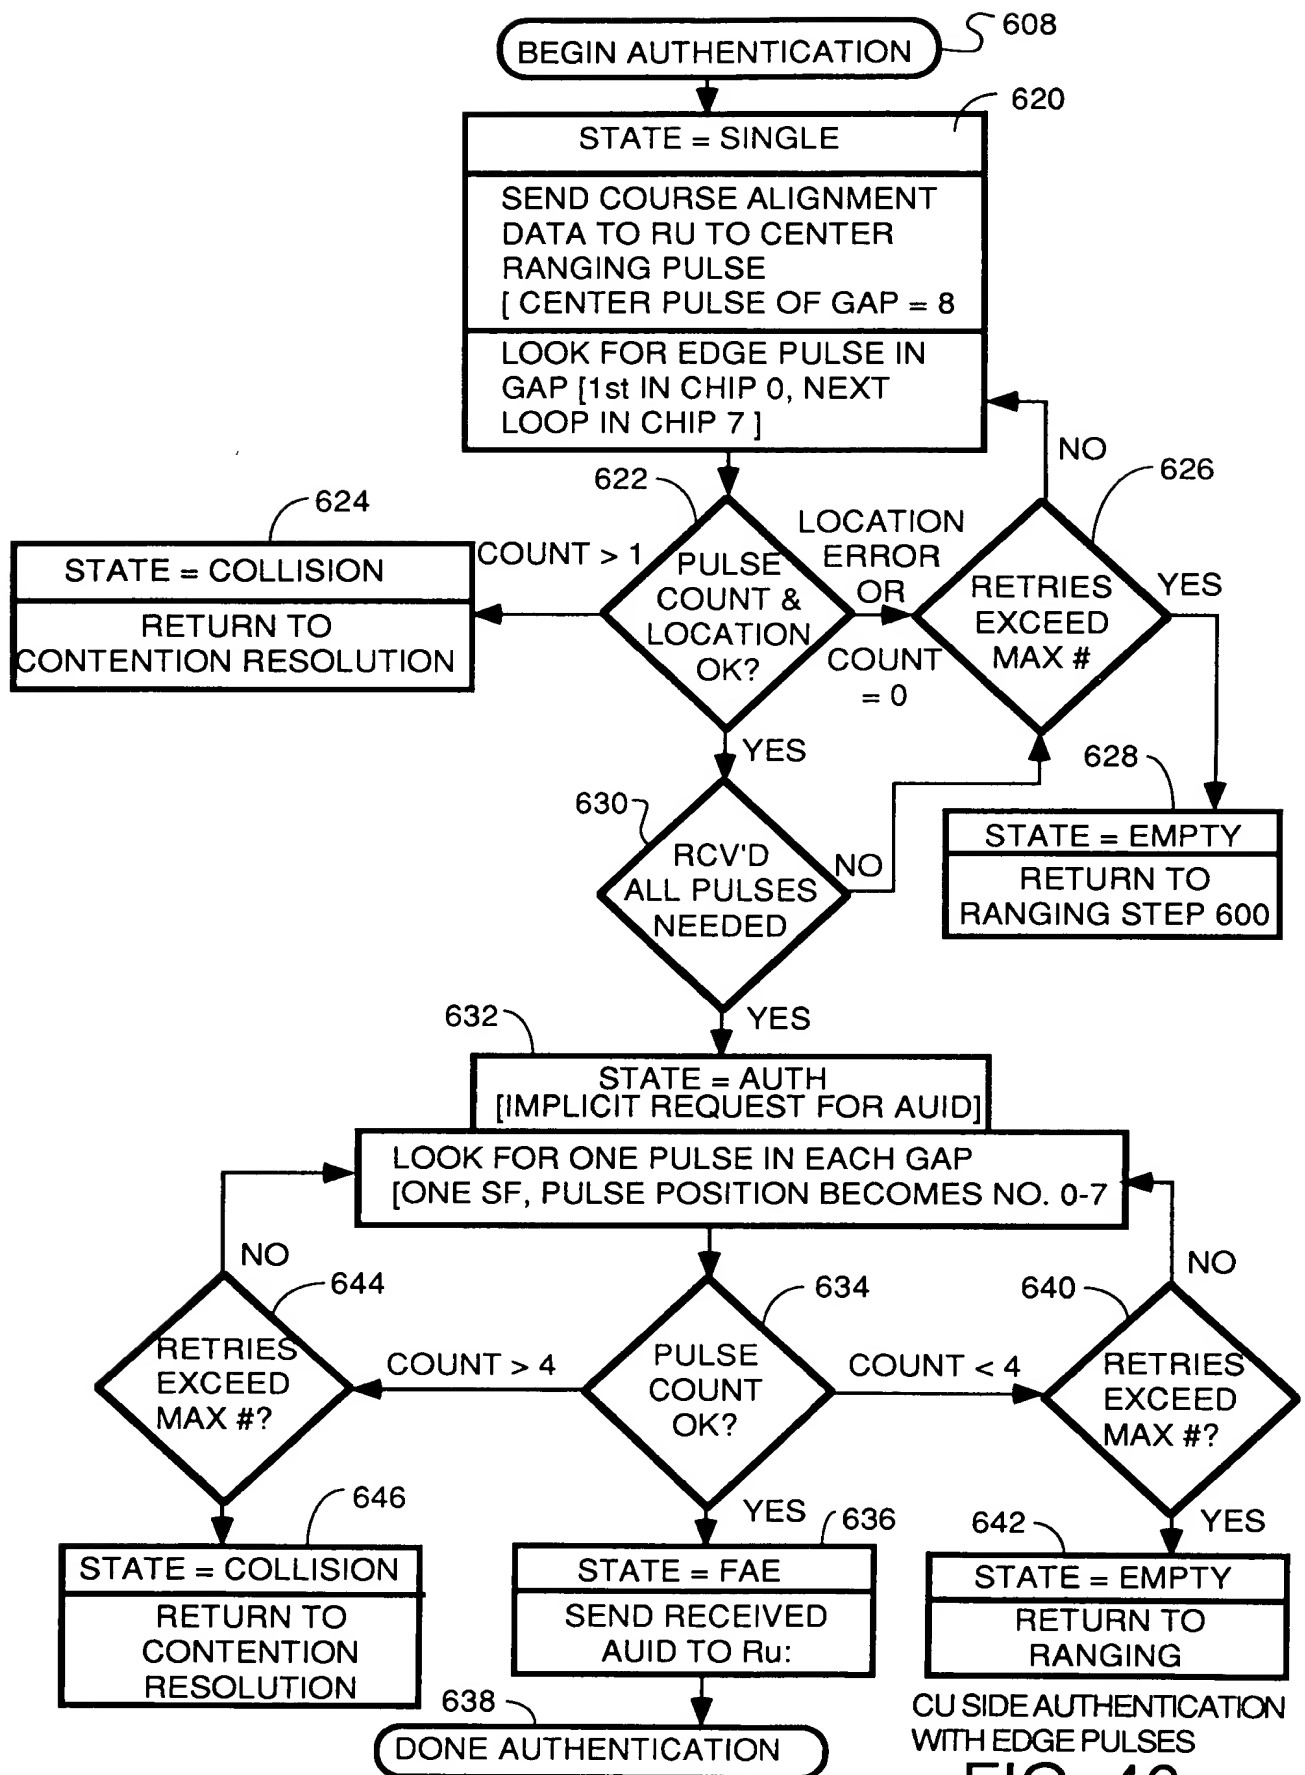 BEGIN AUTHENTICATION
608
620
STATE = SINGLE
SEND COURSE ALIGNMENT
DATA TO RU TO CENTER
RANGING PULSE
[ CENTER PULSE OF GAP = 8
LOOK FOR EDGE PULSE IN
GAP [1st IN CHIP 0, NEXT
LOOP IN CHIP 7 ]
NO
622
626
624
STATE = COLLISION
RETURN TO
CONTENTION RESOLUTION
COUNT > 1
PULSE
COUNT &
LOCATION
OK?
LOCATION
ERROR
OR
COUNT
= 0
RETRIES
EXCEED
MAX #
YES
YES
628
STATE = EMPTY
RETURN TO
RANGING STEP 600
630
RCV'D
ALL PULSES
NEEDED
NO
YES
632
STATE = AUTH
[IMPLICIT REQUEST FOR AUID]
LOOK FOR ONE PULSE IN EACH GAP
[ONE SF, PULSE POSITION BECOMES NO. 0-7
NO
644
634
640
NO
RETRIES
EXCEED
MAX #?
COUNT > 4
PULSE
COUNT
OK?
COUNT < 4
RETRIES
EXCEED
MAX #?
646
YES
636
642
YES
STATE = COLLISION
RETURN TO
CONTENTION
RESOLUTION
STATE = FAE
SEND RECEIVED
AUID TO Ru:
STATE = EMPTY
RETURN TO
RANGING
638
DONE AUTHENTICATION
CU SIDE AUTHENTICATION
WITH EDGE PULSES